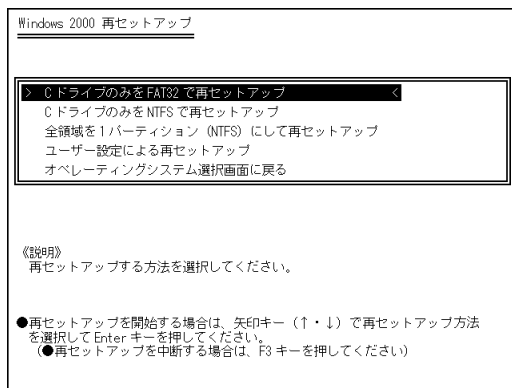 Windows 2000 再セットアップ
> Cドライブのみを FAT32 で再セットアップ <
Cドライブのみを NTFS で再セットアップ
全領域を1パーティション（NTFS）にして再セットアップ
ユーザー設定による再セットアップ
オペレーティングシステム選択画面に戻る
《説明》
再セットアップする方法を選択してください。
●再セットアップを開始する場合は、矢印キー（↑・↓）で再セットアップ方法
を選択して Enter キーを押してください。
（●再セットアップを中断する場合は、F3 キーを押してください）